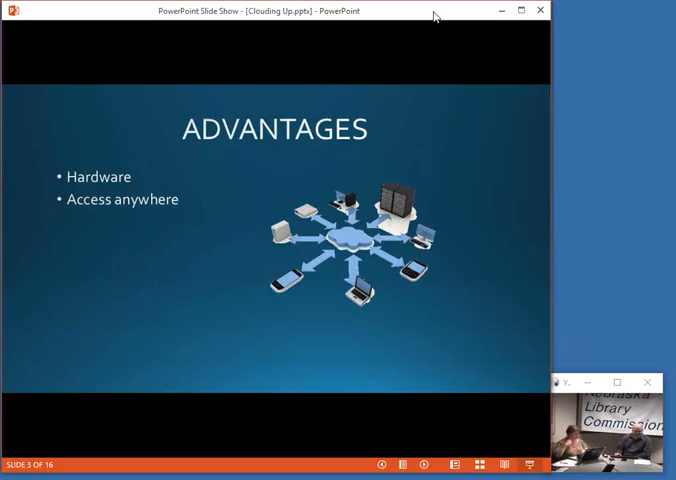 PowerPoint Slide Show - [Clouding Up.pptx] - PowerPoint
ADVANTAGES
• Hardware
• Access anywhere
Y..
Nebraska
Library
Commission
SLIDE 3 OF 16